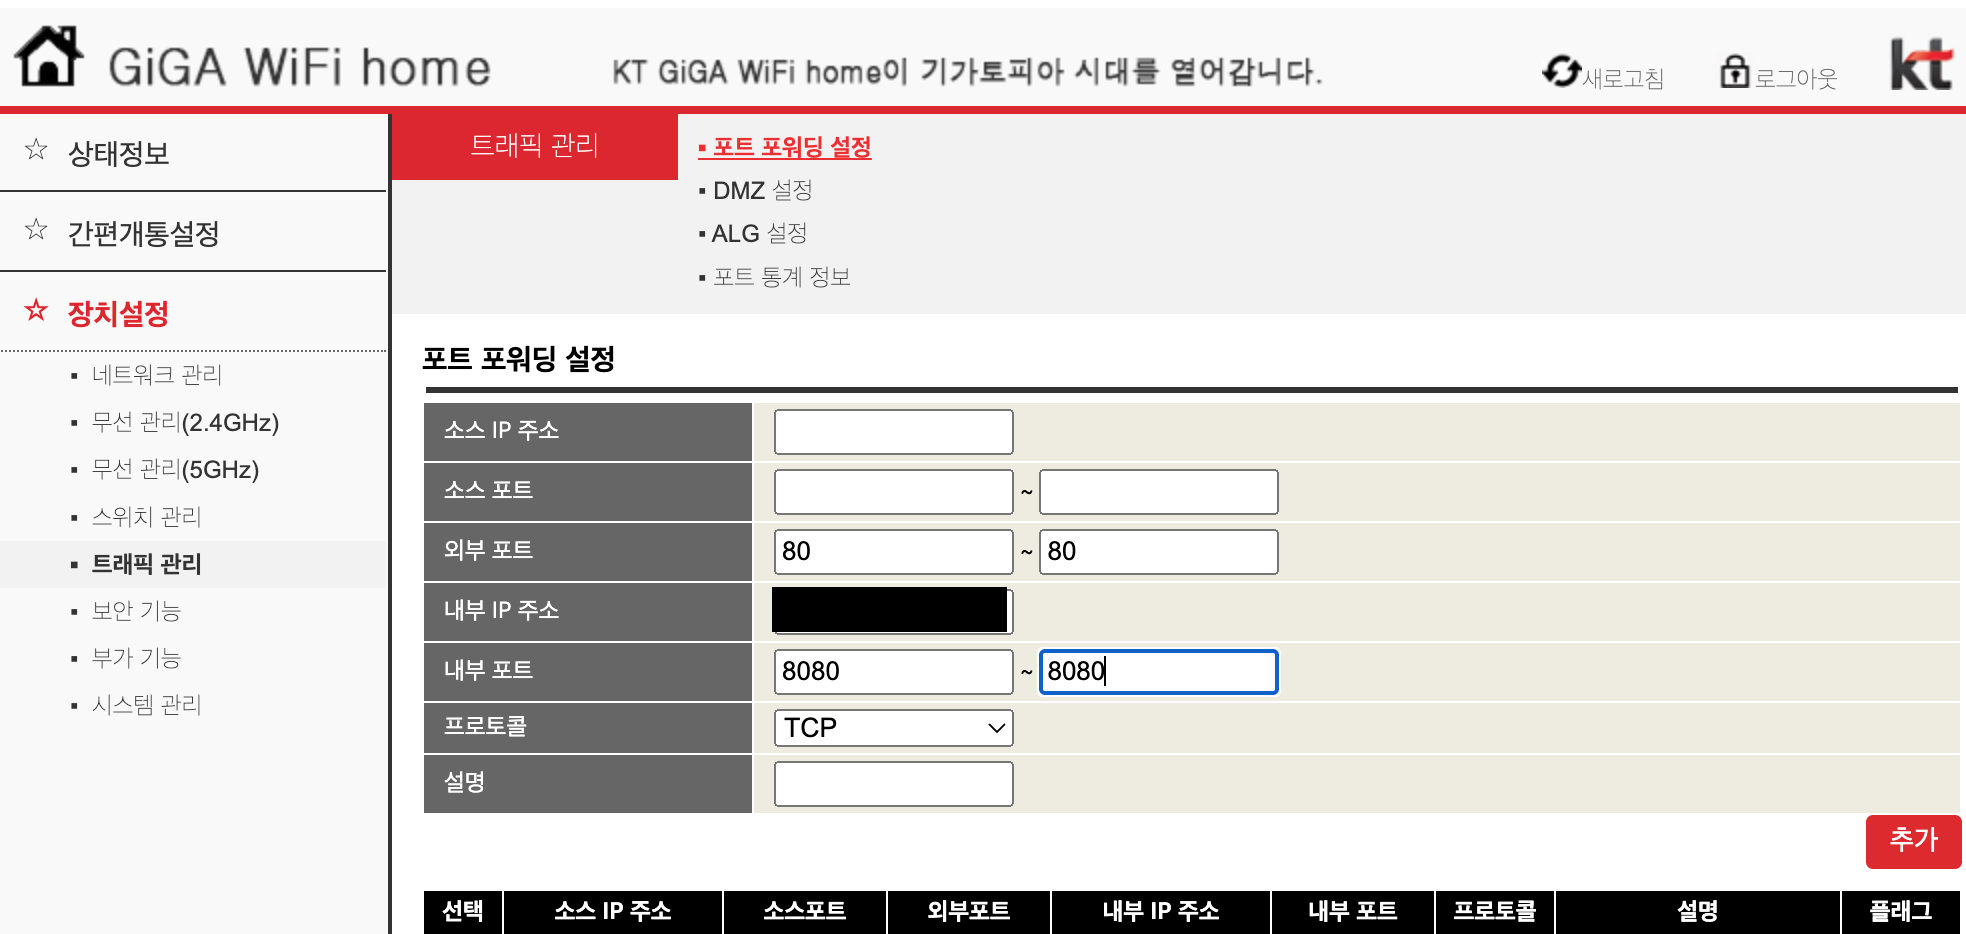 GiGA WiFi home
KT GiGA WiFi home이 기가토피아 시대를 열어갑니다.
새로고침
로그아웃
kt
☆ 상태정보
☆ 간편개통설정
☆ 장치설정
▪ 네트워크 관리
▪ 무선 관리(2.4GHz)
▪ 무선 관리(5GHz)
▪ 스위치 관리
▪ 트래픽 관리
▪ 보안 기능
▪ 부가 기능
▪ 시스템 관리
트래픽 관리
▪ 포트 포워딩 설정
▪ DMZ 설정
▪ ALG 설정
▪ 포트 통계 정보
포트 포워딩 설정
소스 IP 주소
소스 포트 ~
외부 포트 80 ~ 80
내부 IP 주소
내부 포트 8080 ~ 8080
프로토콜 TCP
설명
추가
선택 소스 IP 주소 소스포트 외부포트 내부 IP 주소 내부 포트 프로토콜 설명 플래그